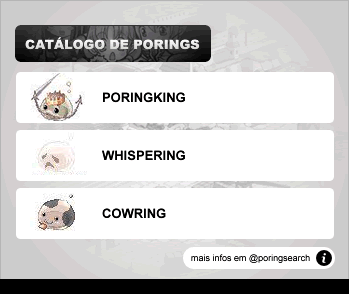 CATÁLOGO DE PORINGS
PORINGKING
WHISPERING
COWRING
mais infos em @poringsearch i